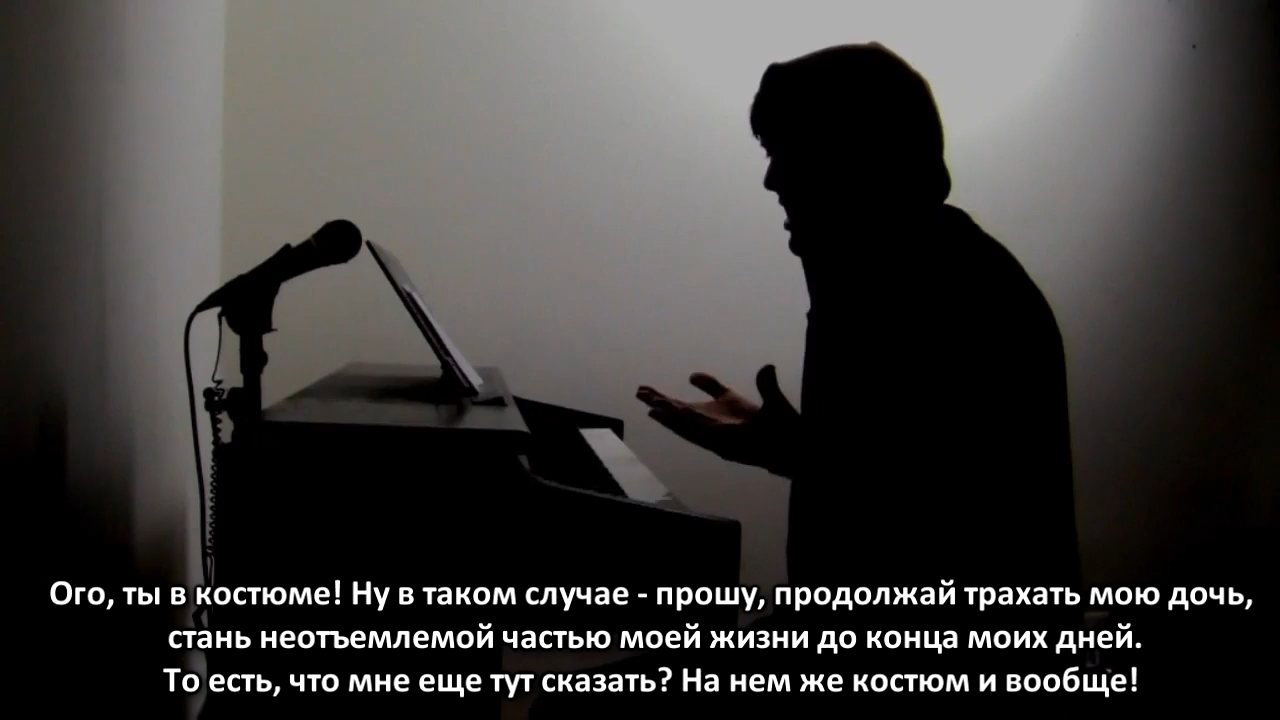 Ого, ты в костюме! Ну в таком случае - прошу, продолжай трахать мою дочь,
стань неотъемлемой частью моей жизни до конца моих дней.
То есть, что мне еще тут сказать? На нем же костюм и вообще!